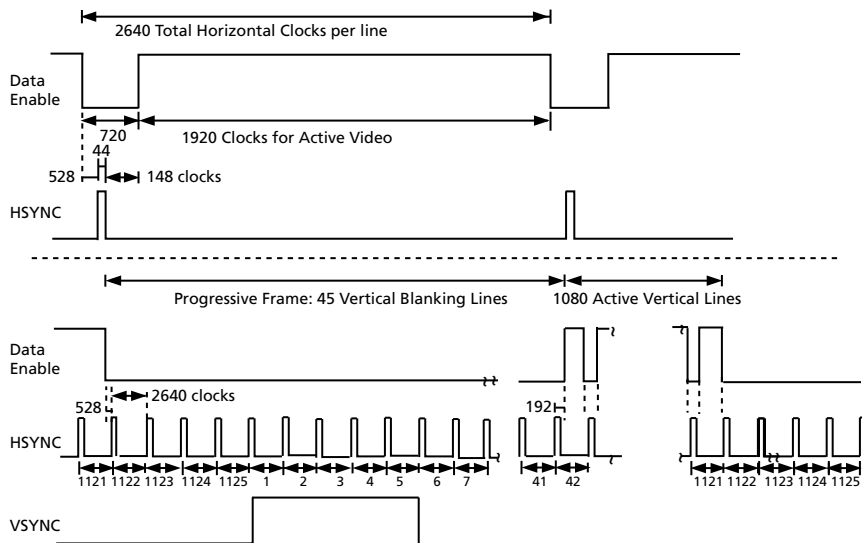 2640 Total Horizontal Clocks per line
Data
Enable
720
1920 Clocks for Active Video
44
528
148 clocks
HSYNC
Progressive Frame: 45 Vertical Blanking Lines
1080 Active Vertical Lines
Data
Enable
2640 clocks
528
192
HSYNC
1121 1122 1123 1124 1125 1 2 3 4 5 6 7 41 42 1121 1122 1123 1124 1125
VSYNC